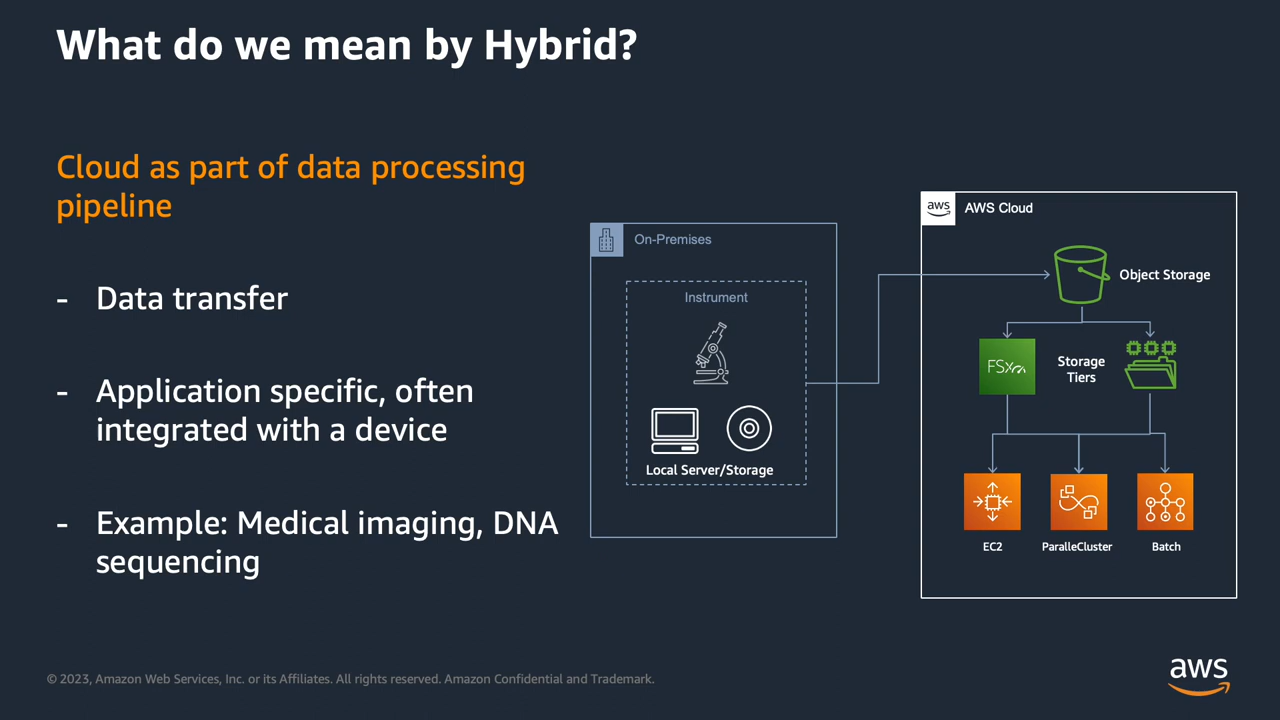 What do we mean by Hybrid?
Cloud as part of data processing
pipeline
- Data transfer
- Application specific, often
integrated with a device
- Example: Medical imaging, DNA
sequencing
On-Premises
Instrument
Local Server/Storage
aws
AWS Cloud
Object Storage
FSx
Storage
Tiers
EC2
ParalleCluster
Batch
© 2023, Amazon Web Services, Inc. or its Affiliates. All rights reserved. Amazon Confidential and Trademark.
aws